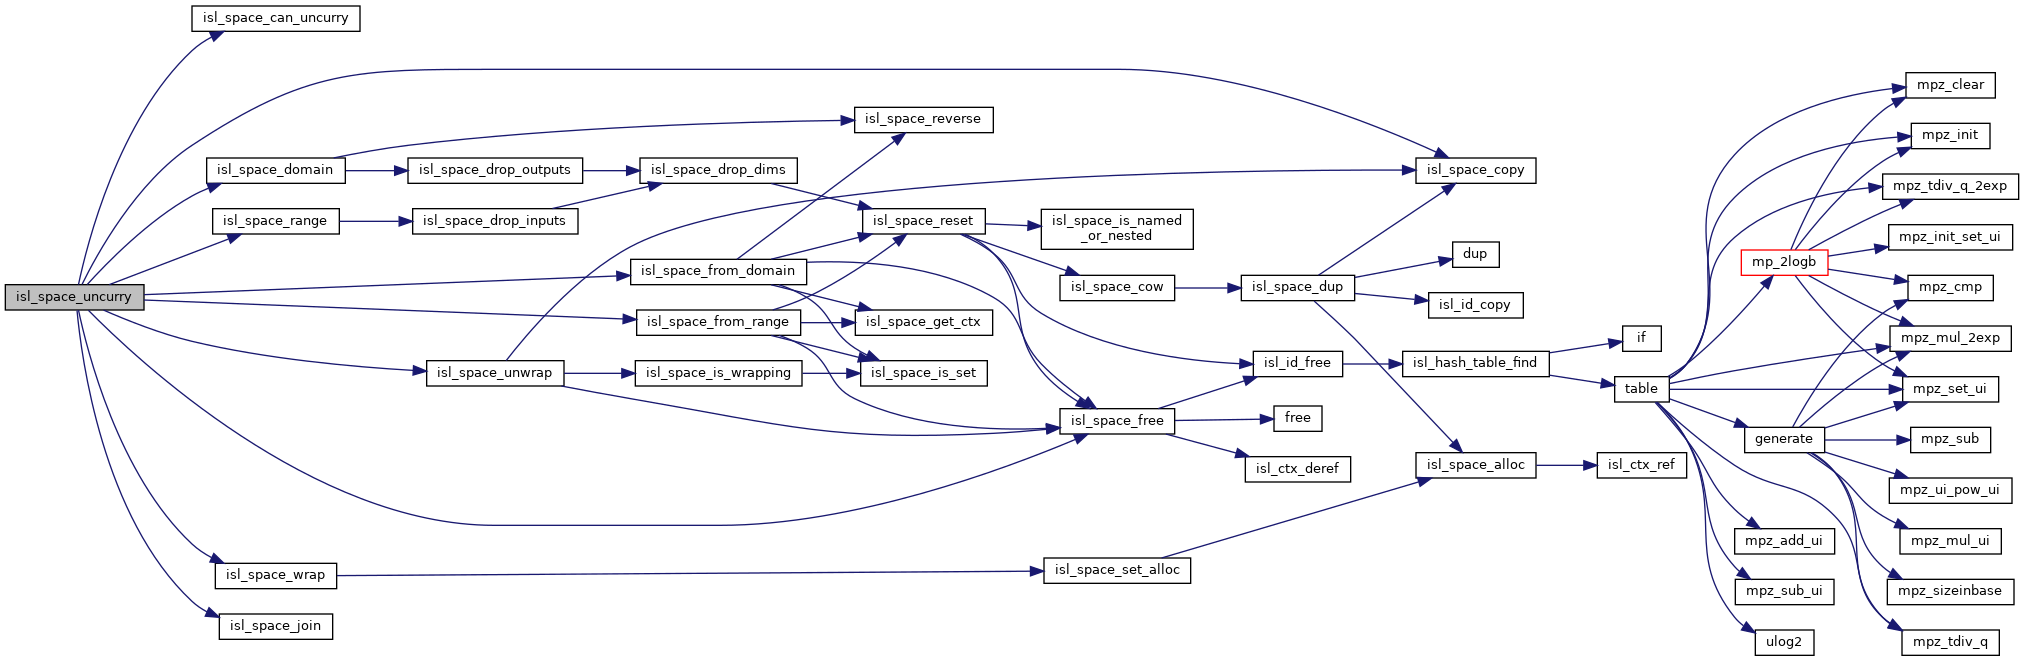 isl_space_uncurry
isl_space_can_uncurry
isl_space_domain
isl_space_range
isl_space_wrap
isl_space_join
isl_space_drop_outputs
isl_space_drop_inputs
isl_space_unwrap
isl_space_drop_dims
isl_space_from_domain
isl_space_from_range
isl_space_is_wrapping
isl_space_reverse
isl_space_reset
isl_space_get_ctx
isl_space_is_set
isl_space_is_named
_or_nested
isl_space_cow
isl_space_free
isl_space_set_alloc
isl_space_dup
isl_id_free
free
isl_ctx_deref
isl_space_copy
dup
isl_id_copy
isl_hash_table_find
isl_space_alloc
if
table
isl_ctx_ref
mp_2logb
generate
mpz_add_ui
mpz_sub_ui
ulog2
mpz_clear
mpz_init
mpz_tdiv_q_2exp
mpz_init_set_ui
mpz_cmp
mpz_mul_2exp
mpz_set_ui
mpz_sub
mpz_ui_pow_ui
mpz_mul_ui
mpz_sizeinbase
mpz_tdiv_q